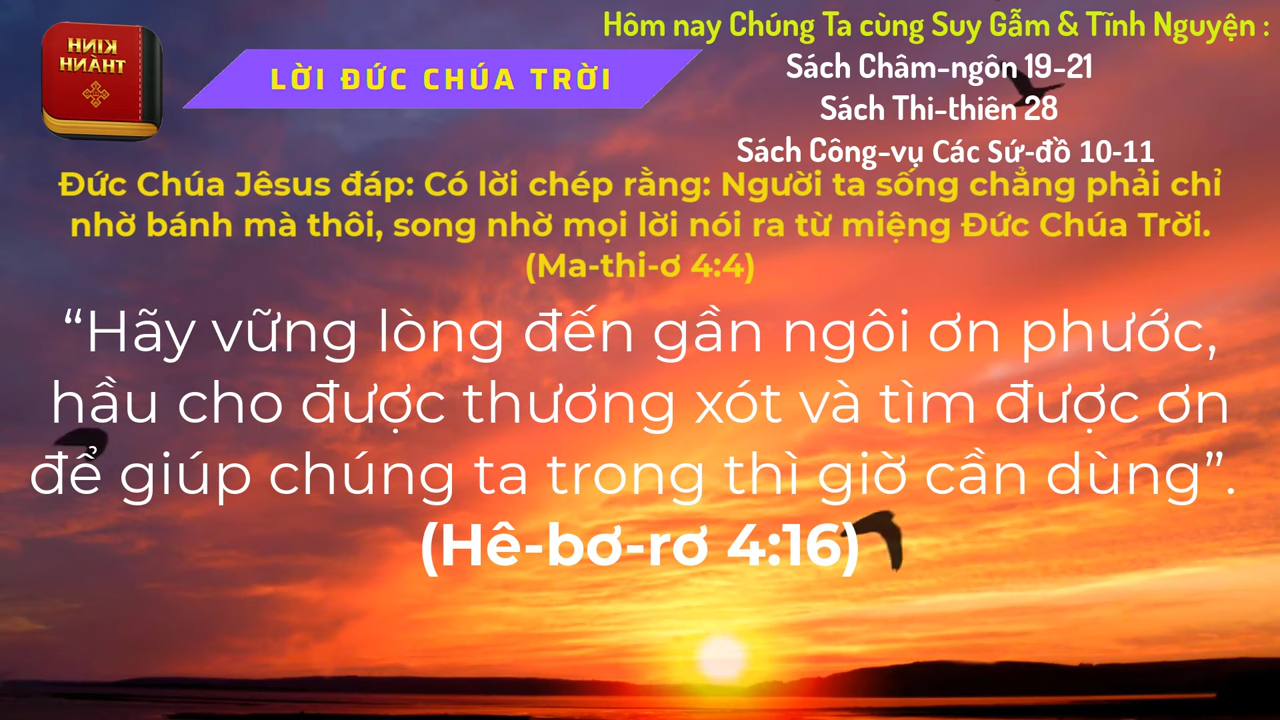 KINH
THÁNH
LỜI ĐỨC CHÚA TRỜI
Hôm nay Chúng Ta cùng Suy Gẫm & Tĩnh Nguyện :
Sách Châm-ngôn 19-21
Sách Thi-thiên 28
Sách Công-vụ Các Sứ-đồ 10-11
Đức Chúa Jêsus đáp: Có lời chép rằng: Người ta sống chẳng phải chỉ
nhờ bánh mà thôi, song nhờ mọi lời nói ra từ miệng Đức Chúa Trời.
(Ma-thi-ơ 4:4)
“Hãy vững lòng đến gần ngôi ơn phước,
hầu cho được thương xót và tìm được ơn
để giúp chúng ta trong thì giờ cần dùng”.
(Hê-bơ-rơ 4:16)